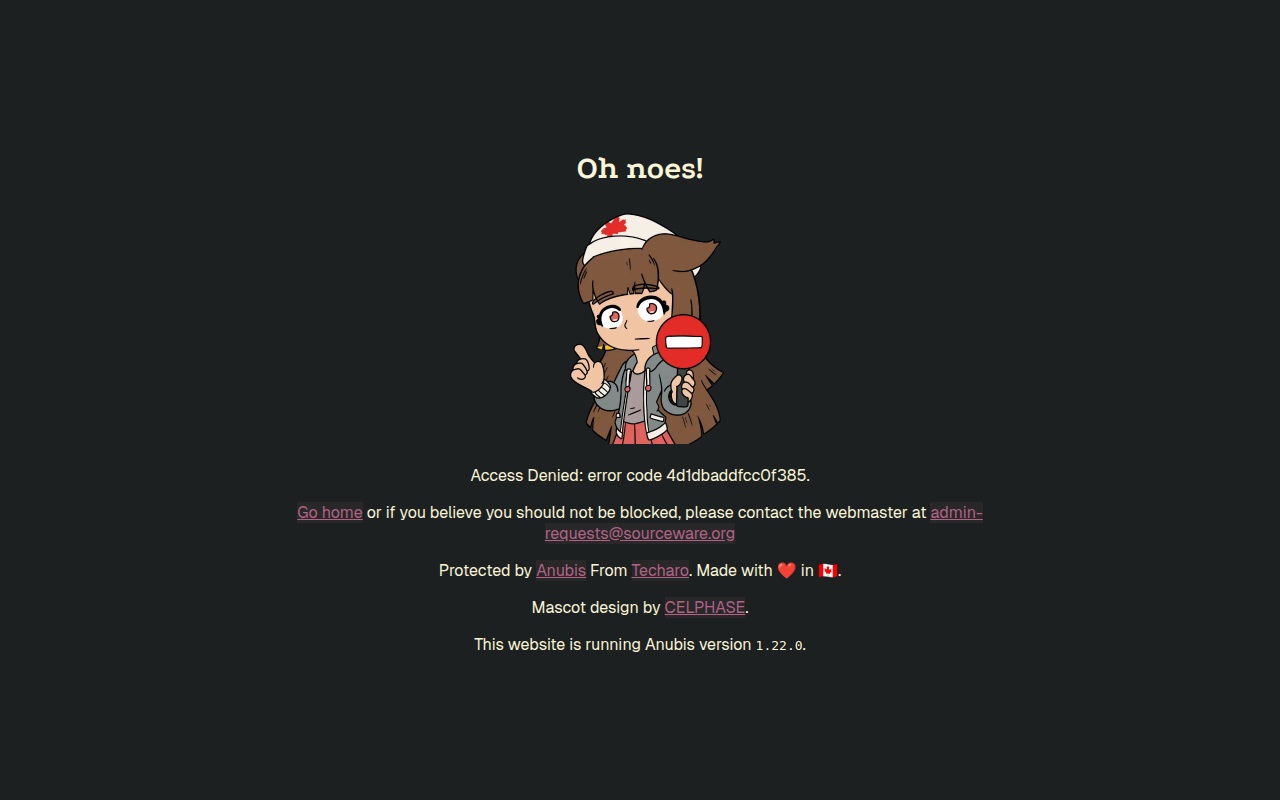 Oh noes!
Access Denied: error code 4d1dbaddfcc0f385.
Go home or if you believe you should not be blocked, please contact the webmaster at admin-
requests@sourceware.org
Protected by Anubis From Techaro. Made with ❤️ in 🇨🇦.
Mascot design by CELPHASE.
This website is running Anubis version 1.22.0.